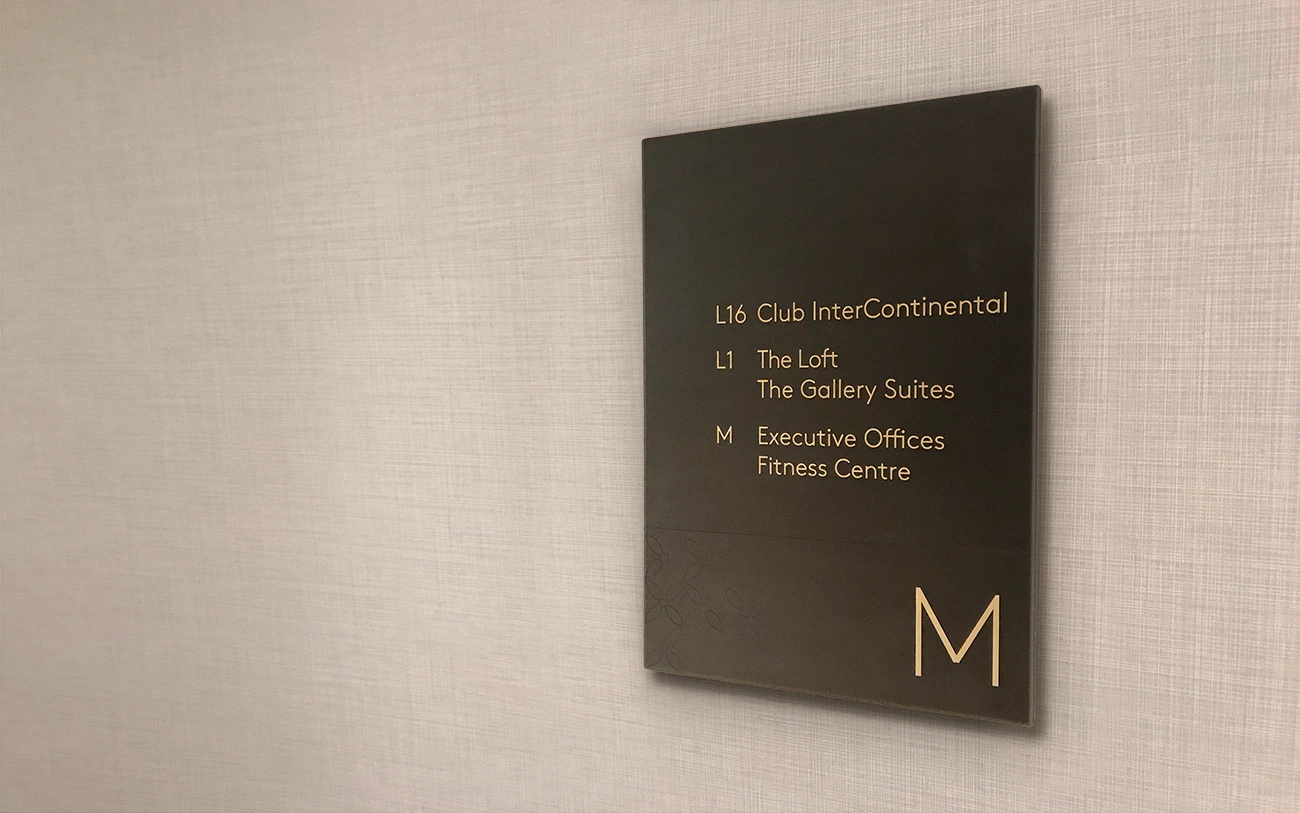 L16 Club InterContinental
L1 The Loft
The Gallery Suites
M Executive Offices
Fitness Centre
M